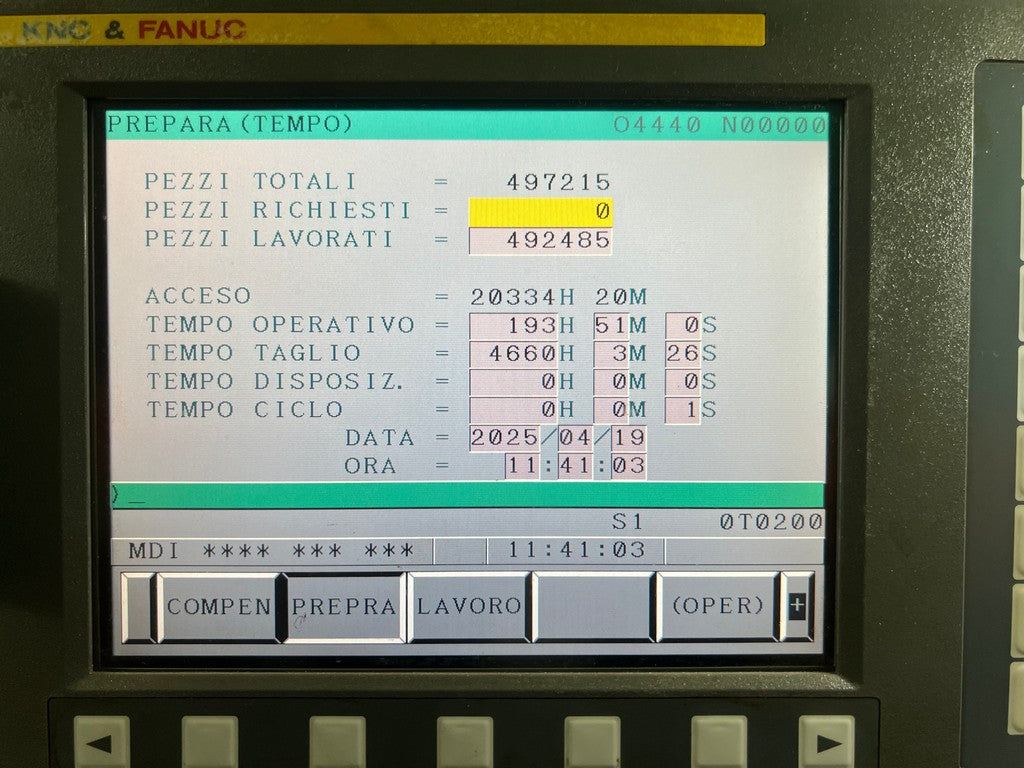 KNC & FANUC
PREPARA(TEMPO) O4440 N00000
PEZZI TOTALI = 497215
PEZZI RICHIESTI = 0
PEZZI LAVORATI = 492485
ACCESO = 20334H 20M
TEMPO OPERATIVO = 193H 51M 0S
TEMPO TAGLIO = 4660H 3M 26S
TEMPO DISPOSIZ. = 0H 0M 0S
TEMPO CICLO = 0H 0M 1S
DATA = 2025/04/19
ORA = 11:41:03
)_
S1 0T0200
MDI **** *** *** 11:41:03
COMPEN PREPRA LAVORO (OPER) +